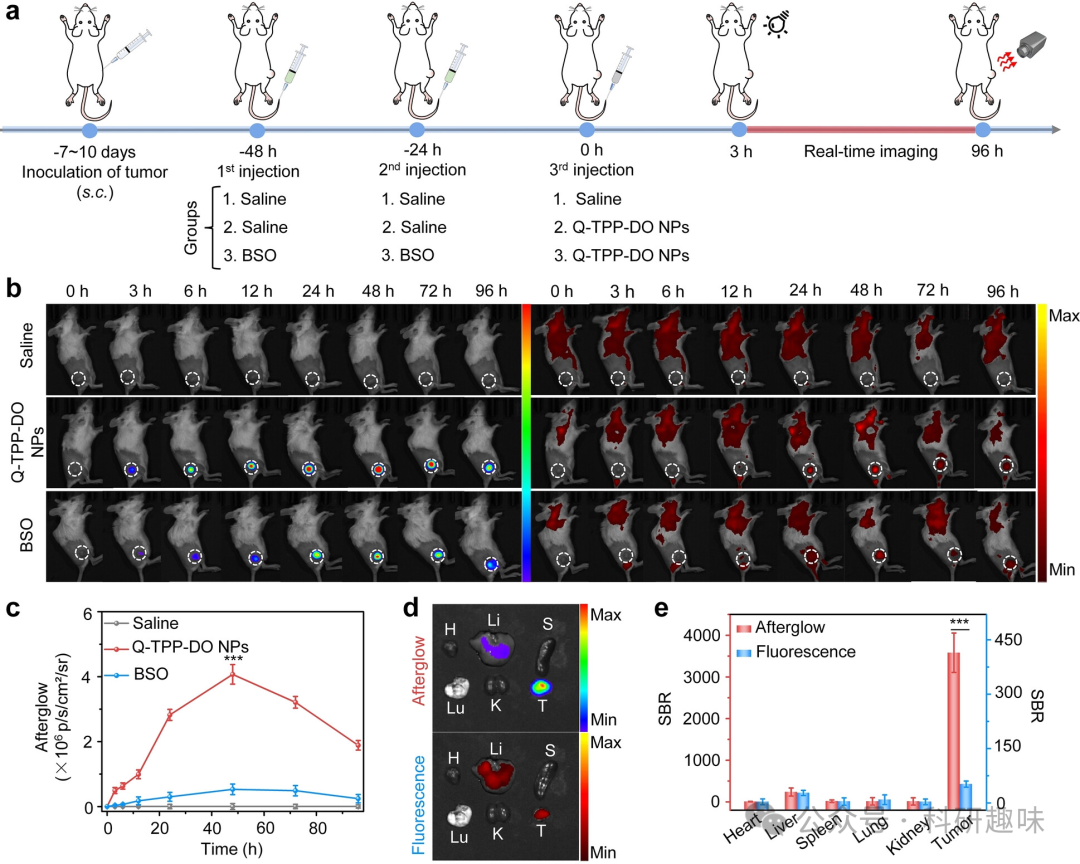 a
-7~10 days
Inoculation of tumor
(s.c.)
-48 h
1st injection
-24 h
2nd injection
0 h
3rd injection
3 h
Real-time imaging
96 h
Groups
1. Saline
2. Saline
3. BSO
1. Saline
2. Saline
3. BSO
1. Saline
2. Q-TPP-DO NPs
3. Q-TPP-DO NPs
b
0 h 3 h 6 h 12 h 24 h 48 h 72 h 96 h
0 h 3 h 6 h 12 h 24 h 48 h 72 h 96 h
Saline
Q-TPP-DO
NPs
BSO
Max
Min
c
Afterglow
(×10⁶ p/s/cm²/sr)
6
4
2
0
Saline
Q-TPP-DO NPs
BSO
***
0 20 40 60 80
Time (h)
d
Afterglow
H Li S
Lu K T
Max
Min
Fluorescence
H Li S
Lu K T
Max
Min
e
Afterglow
Fluorescence
***
SBR
4000
3000
2000
1000
0
450
300
150
0
SBR
Heart Liver Spleen Lung Kidney Tumor
公众号 · 科研趣味